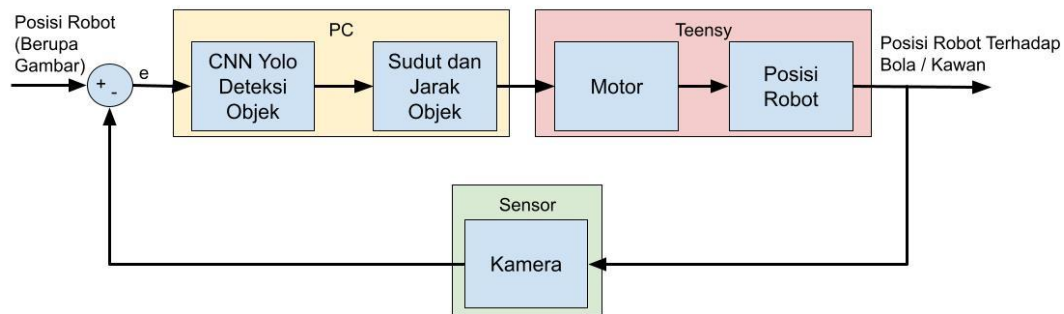 Posisi Robot
(Berupa
Gambar)
+
-
e
PC
CNN Yolo
Deteksi
Objek
Sudut dan
Jarak
Objek
Teensy
Motor
Posisi
Robot
Posisi Robot Terhadap
Bola / Kawan
Sensor
Kamera